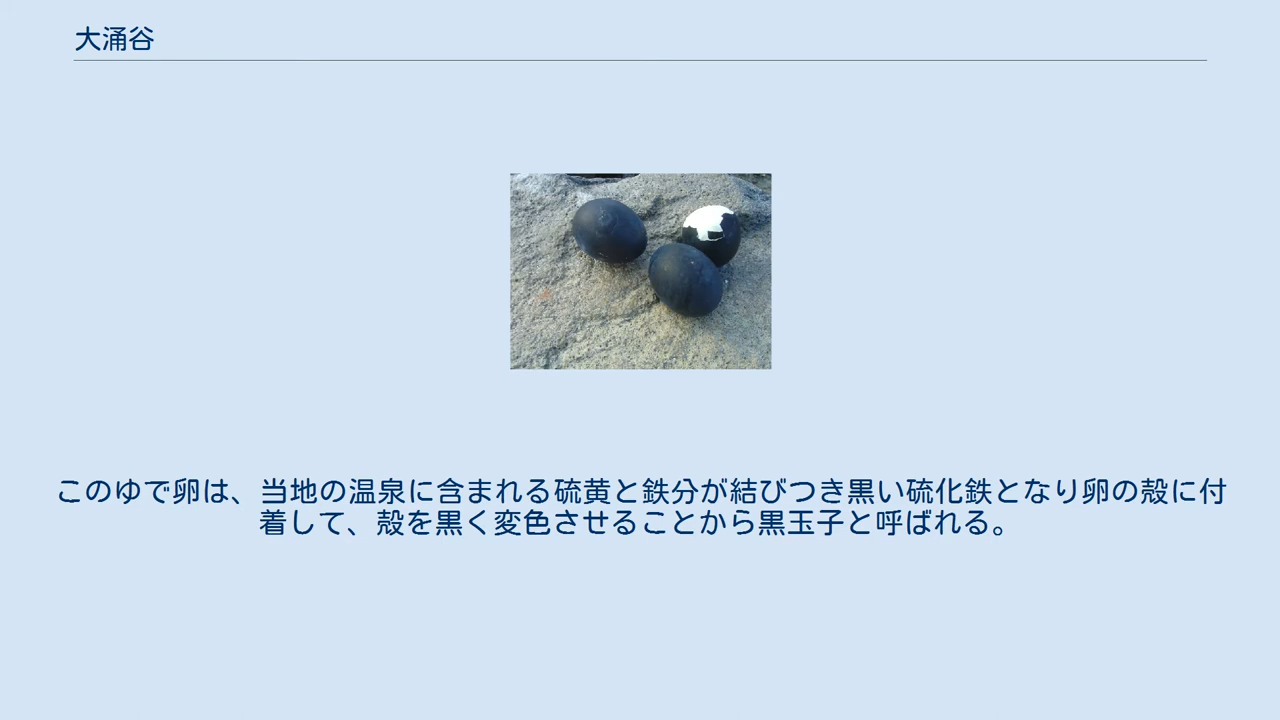 大涌谷
このゆで卵は、当地の温泉に含まれる硫黄と鉄分が結びつき黒い硫化鉄となり卵の殻に付
着して、殻を黒く変色させることから黒玉子と呼ばれる。